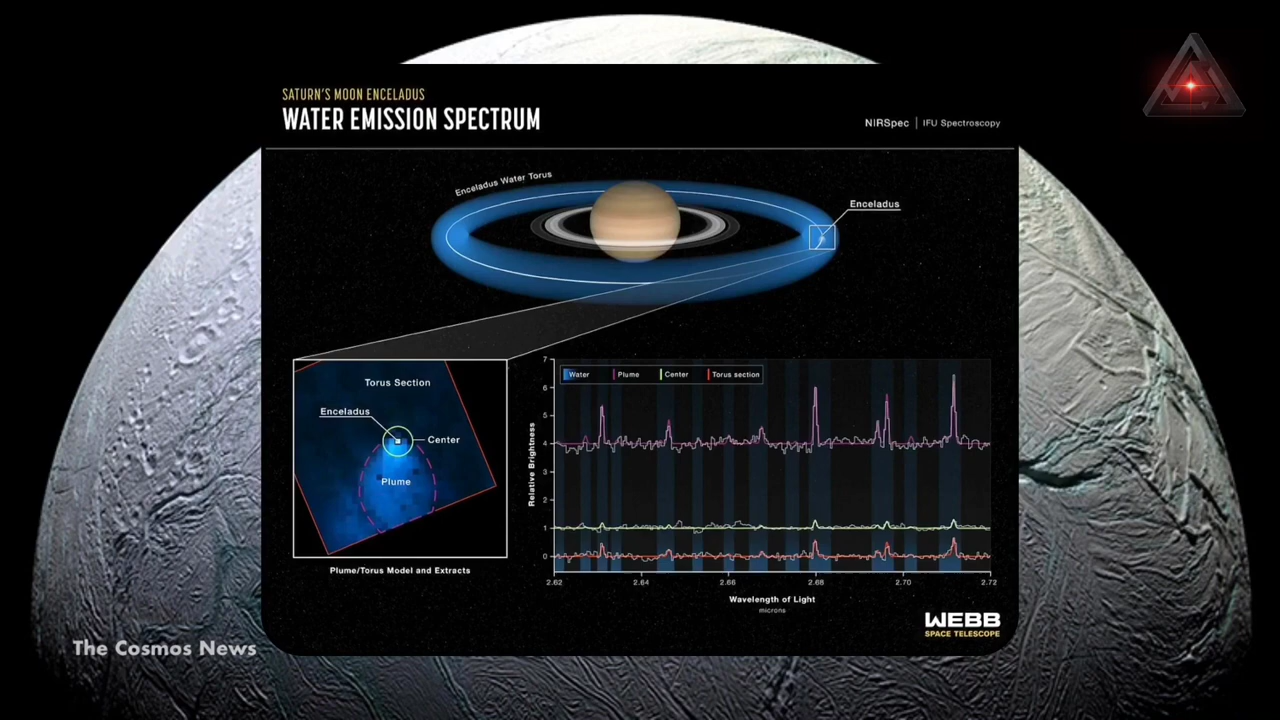 SATURN'S MOON ENCELADUS
WATER EMISSION SPECTRUM
NIRSpec | IFU Spectroscopy
Enceladus Water Torus
Enceladus
Torus Section
Enceladus
Center
Plume
Plume/Torus Model and Extracts
Water Plume Center Torus section
Relative Brightness
7
6
5
4
3
2
1
0
2.62 2.64 2.66 2.68 2.70 2.72
Wavelength of Light
microns
WEBB
SPACE TELESCOPE
The Cosmos News